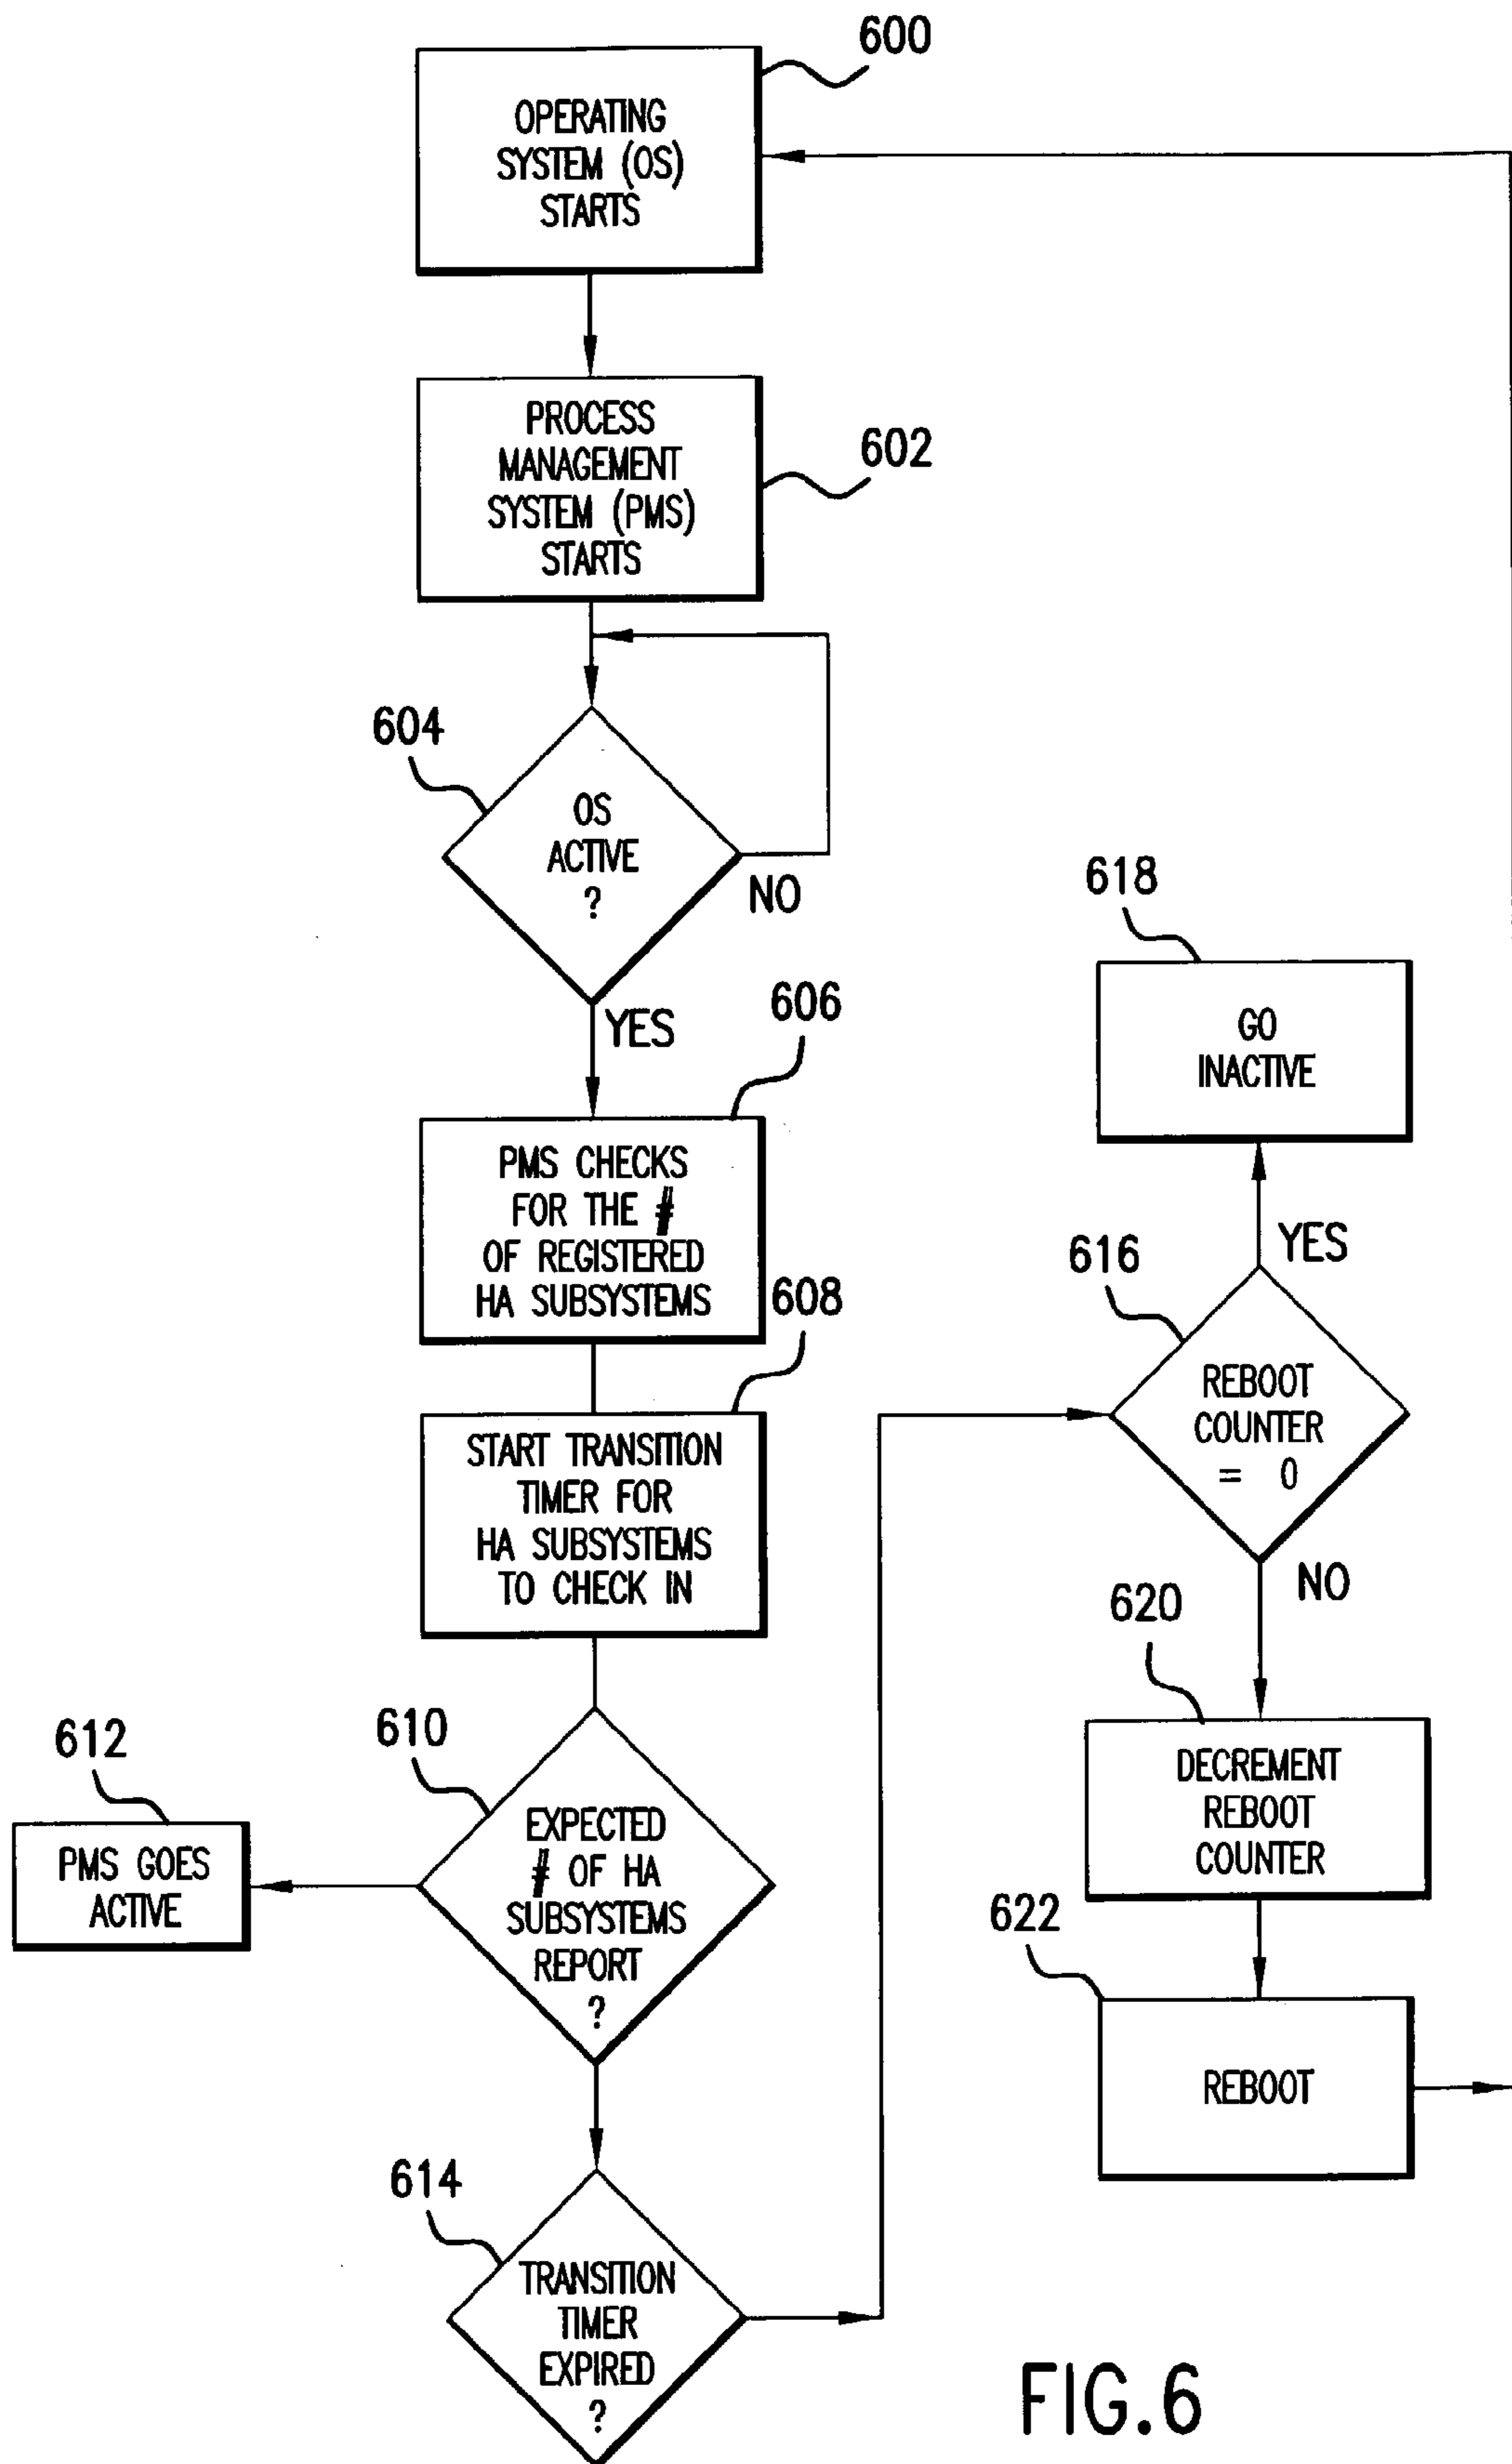 600
OPERATING
SYSTEM (OS)
STARTS
PROCESS
MANAGEMENT
SYSTEM (PMS)
STARTS
602
604
OS
ACTIVE
?
NO
YES
606
PMS CHECKS
FOR THE #
OF REGISTERED
HA SUBSYSTEMS
608
START TRANSITION
TIMER FOR
HA SUBSYSTEMS
TO CHECK IN
610
EXPECTED
# OF HA
SUBSYSTEMS
REPORT
?
612
PMS GOES
ACTIVE
614
TRANSITION
TIMER
EXPIRED
?
616
REBOOT
COUNTER
= 0
YES
618
GO
INACTIVE
NO
620
DECREMENT
REBOOT
COUNTER
622
REBOOT
FIG.6